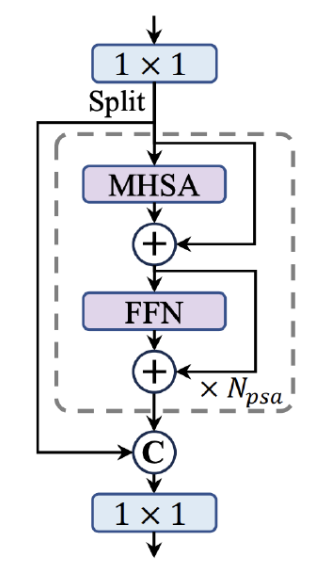 1 × 1
Split
MHSA
+
FFN
+
× N_psa
C
1 × 1